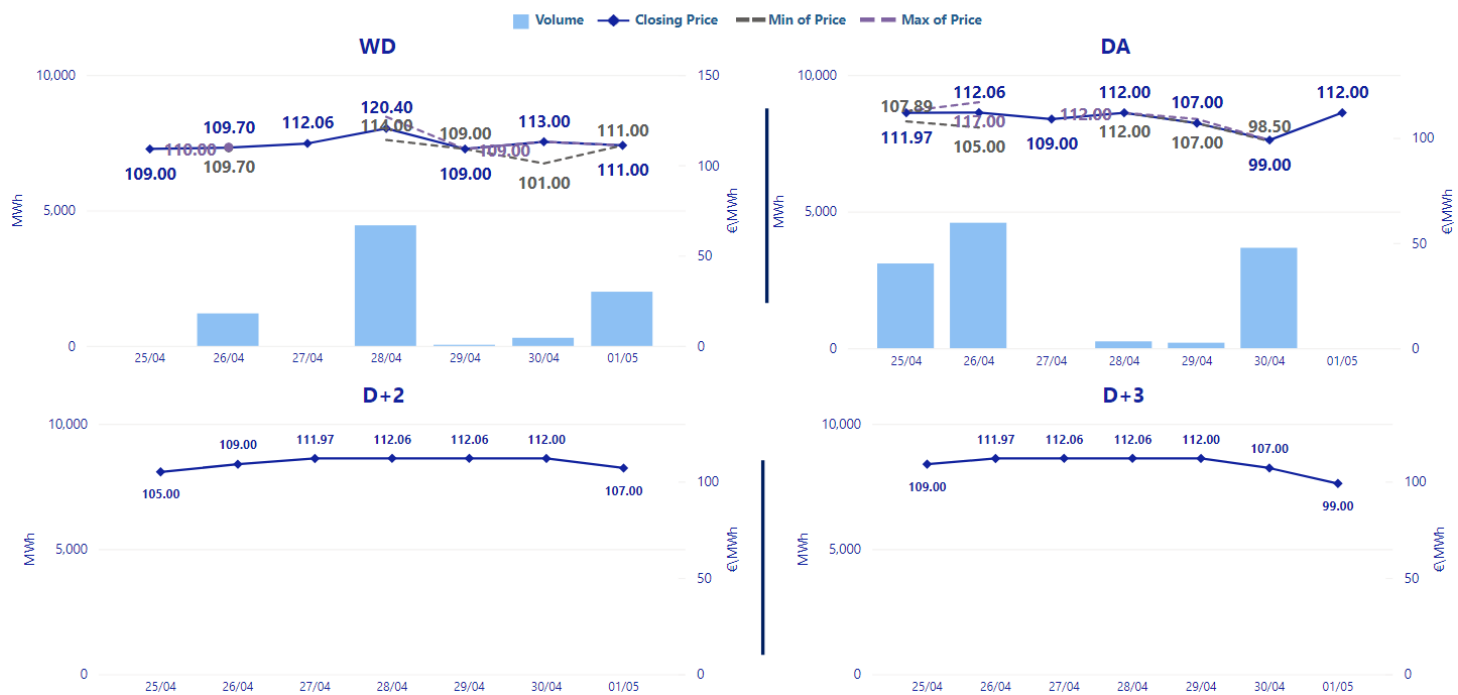 Volume Closing Price Min of Price Max of Price
WD
10,000 150
120.40
109.70 112.06 114.00 109.00 113.00 111.00
110.00 109.00
109.00 109.70 109.00 101.00 111.00
100
5,000
MWh
€\MWh
50
0 0
25/04 26/04 27/04 28/04 29/04 30/04 01/05
DA
10,000
107.89 112.06 112.00 107.00 98.50 112.00
117.00 112.00
111.97 105.00 109.00 112.00 107.00 99.00
100
5,000
MWh
€\MWh
50
0 0
25/04 26/04 27/04 28/04 29/04 30/04 01/05
D+2
10,000
109.00 111.97 112.06 112.06 112.00
105.00 107.00
100
5,000
MWh
€\MWh
50
0 0
25/04 26/04 27/04 28/04 29/04 30/04 01/05
D+3
10,000
111.97 112.06 112.06 112.00 107.00
109.00 99.00
100
5,000
MWh
€\MWh
50
0 0
25/04 26/04 27/04 28/04 29/04 30/04 01/05